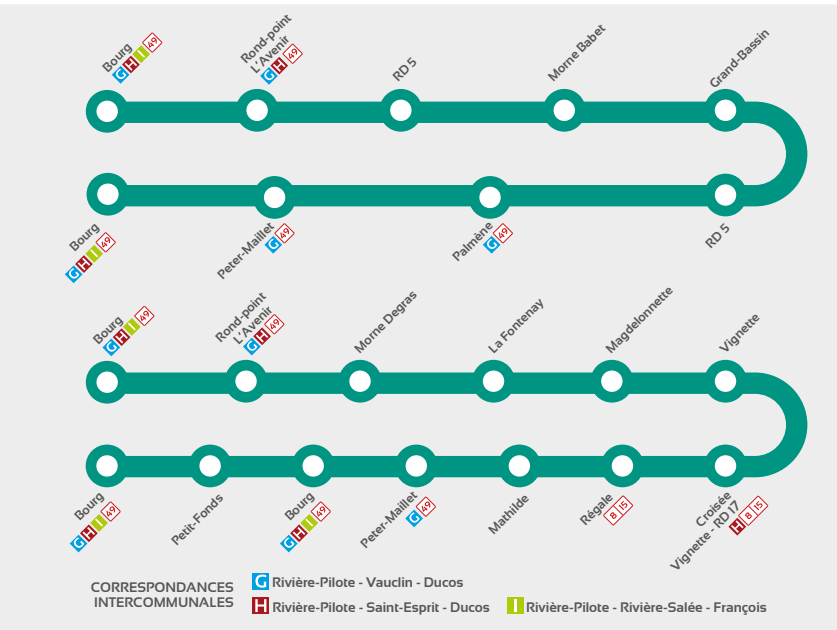 Bourg
G H I 49
Rond-point
L'Avenir
G H 49
RD 5
Morne Babet
Grand-Bassin
Bourg
G H I 49
Peter-Maillet
G 49
Palmène
G 49
RD 5
Bourg
G H I 49
Rond-point
L'Avenir
G H 49
Morne Degras
La Fontenay
Magdelonnette
Vignette
Bourg
G H I 49
Petit-Fonds
Bourg
G H I 49
Peter-Maillet
G 49
Mathilde
Régale
8 15
Croisée
Vignette - RD 17
H 8 15
CORRESPONDANCES
INTERCOMMUNALES
G Rivière-Pilote - Vauclin - Ducos
H Rivière-Pilote - Saint-Esprit - Ducos
I Rivière-Pilote - Rivière-Salée - François